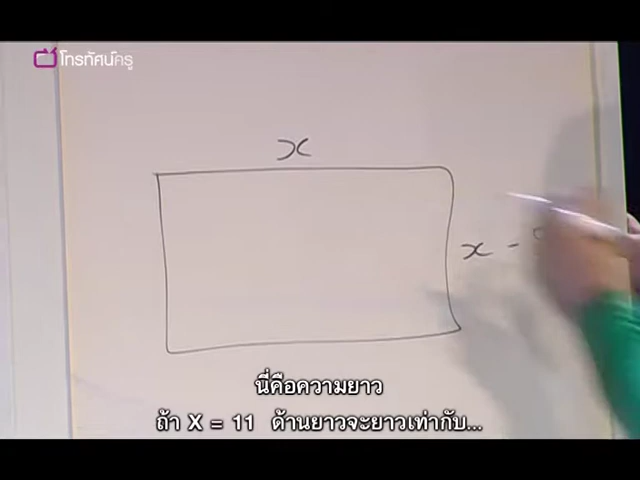 โทรทัศน์ครู
x
x -
นี่คือความยาว
ถ้า X = 11 ด้านยาวจะยาวเท่ากับ...